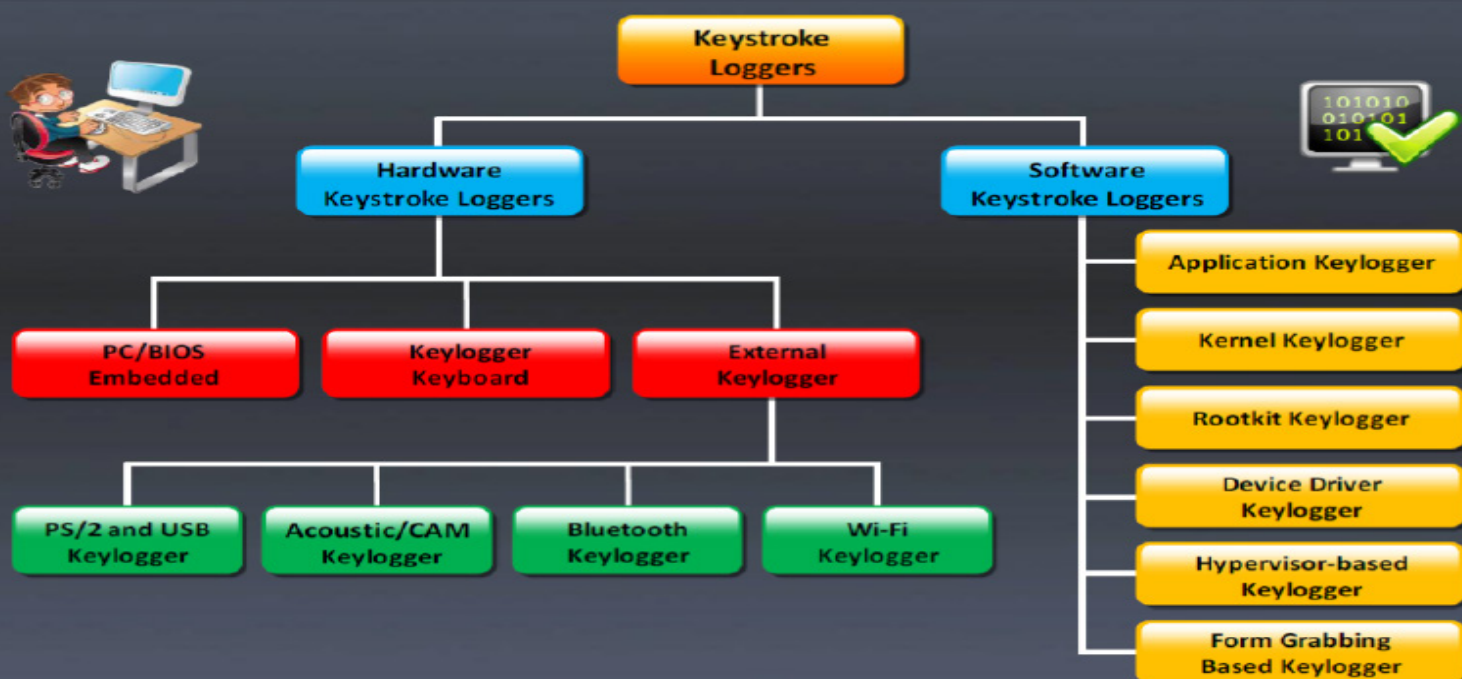 Keystroke
Loggers
101010
010101
101
Hardware
Keystroke Loggers
Software
Keystroke Loggers
Application Keylogger
Kernel Keylogger
Rootkit Keylogger
Device Driver
Keylogger
Hypervisor-based
Keylogger
Form Grabbing
Based Keylogger
PC/BIOS
Embedded
Keylogger
Keyboard
External
Keylogger
PS/2 and USB
Keylogger
Acoustic/CAM
Keylogger
Bluetooth
Keylogger
Wi-Fi
Keylogger